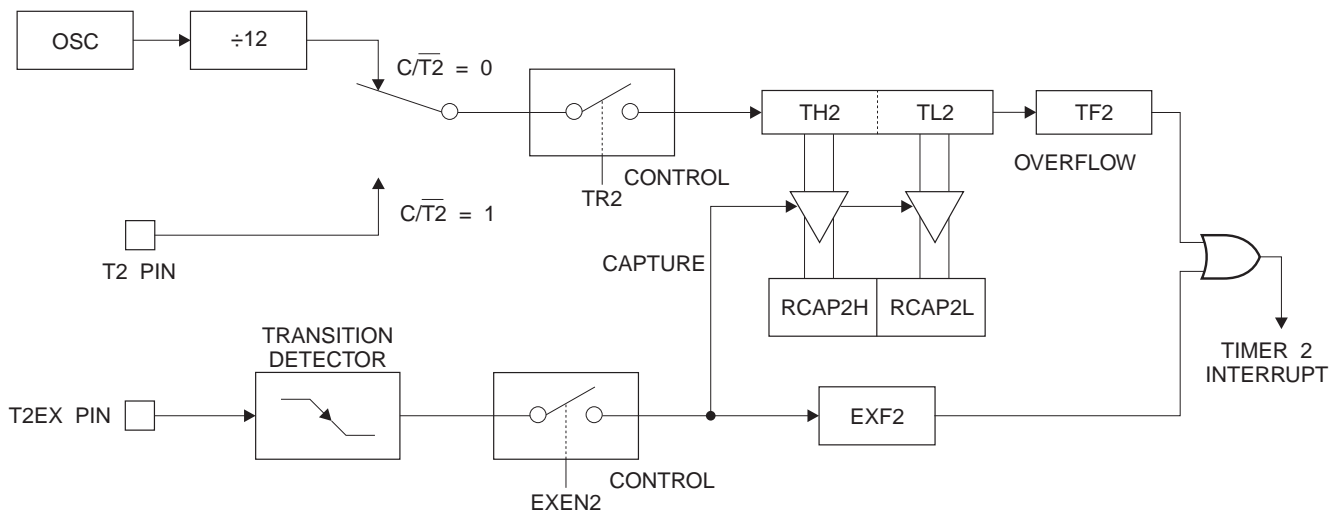 OSC
÷12
C/T2̅ = 0
TH2
TL2
TF2
OVERFLOW
CONTROL
TR2
C/T2̅ = 1
T2 PIN
CAPTURE
RCAP2H
RCAP2L
TRANSITION
DETECTOR
TIMER 2
INTERRUPT
T2EX PIN
EXF2
CONTROL
EXEN2